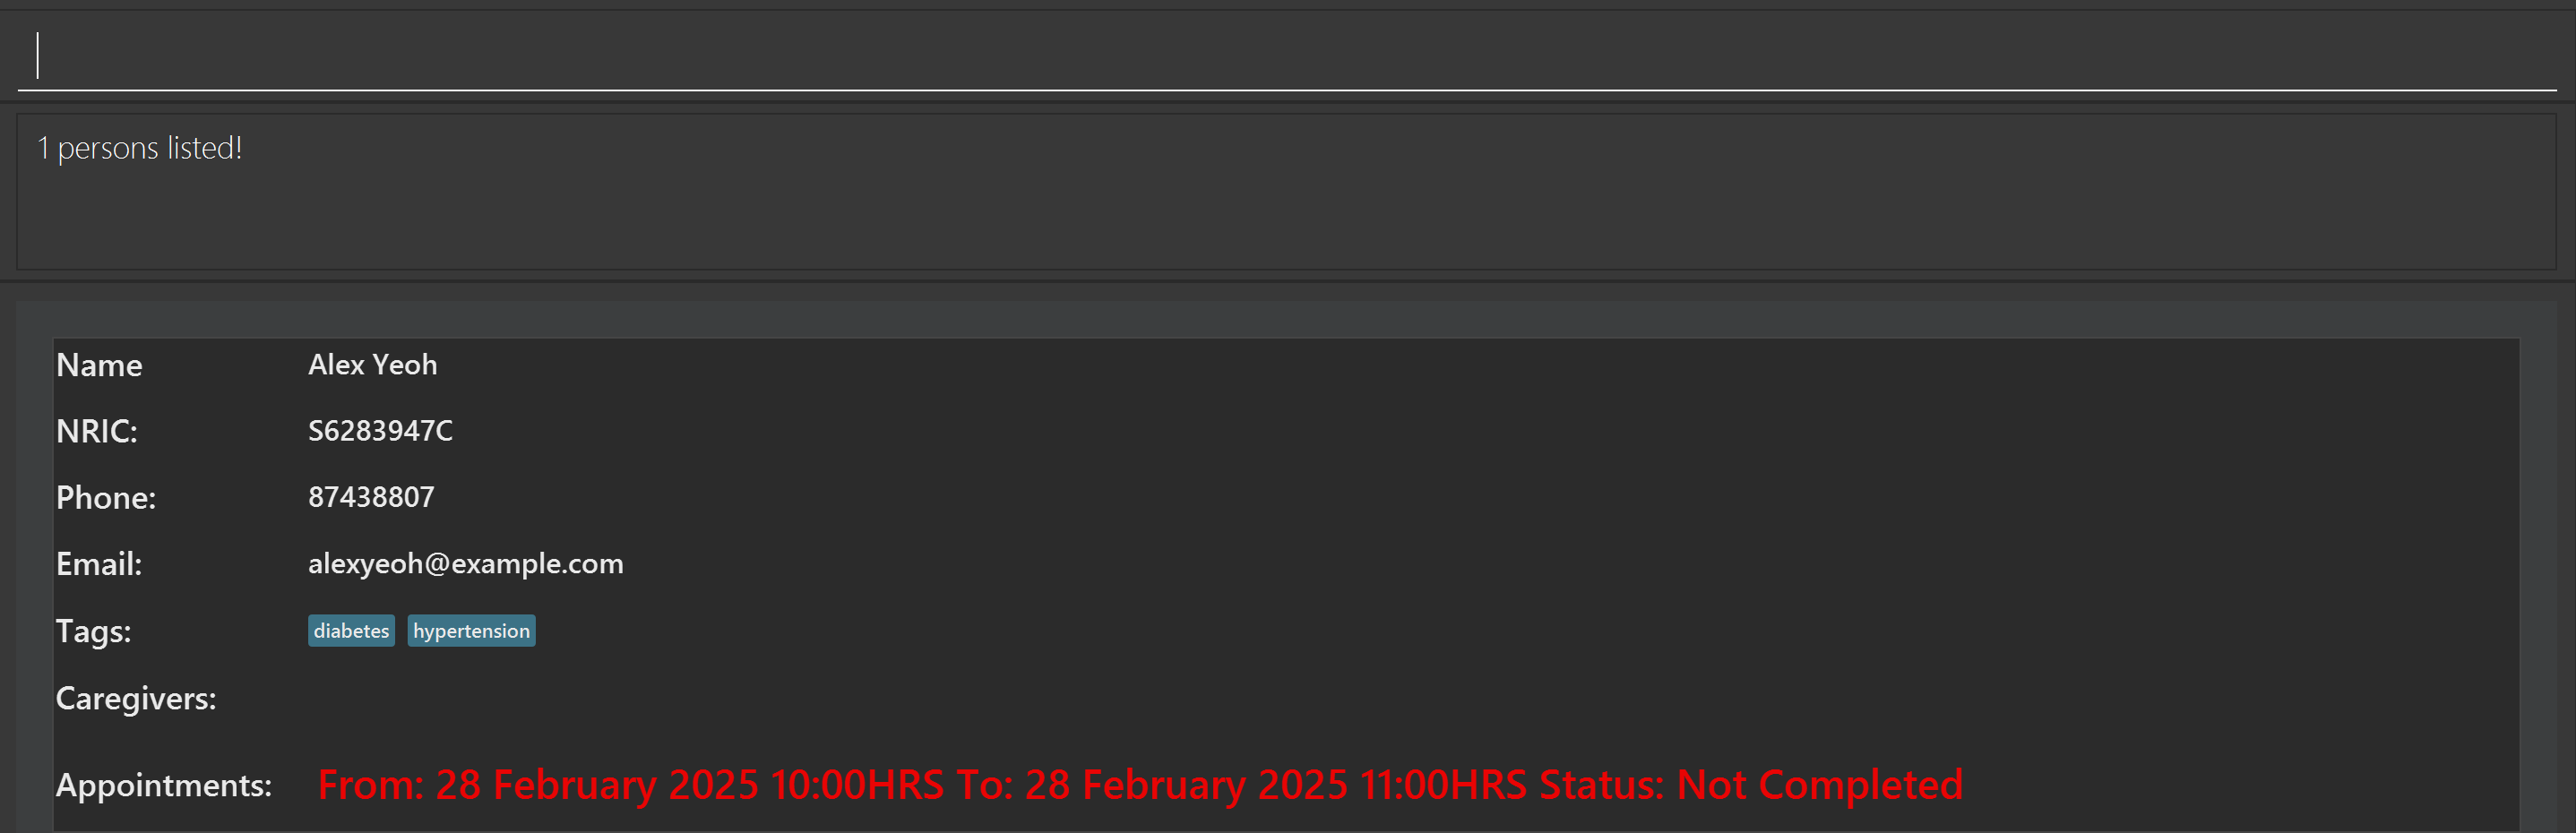 1 persons listed!
Name Alex Yeoh
NRIC: S6283947C
Phone: 87438807
Email: alexyeoh@example.com
Tags: diabetes hypertension
Caregivers:
Appointments: From: 28 February 2025 10:00HRS To: 28 February 2025 11:00HRS Status: Not Completed